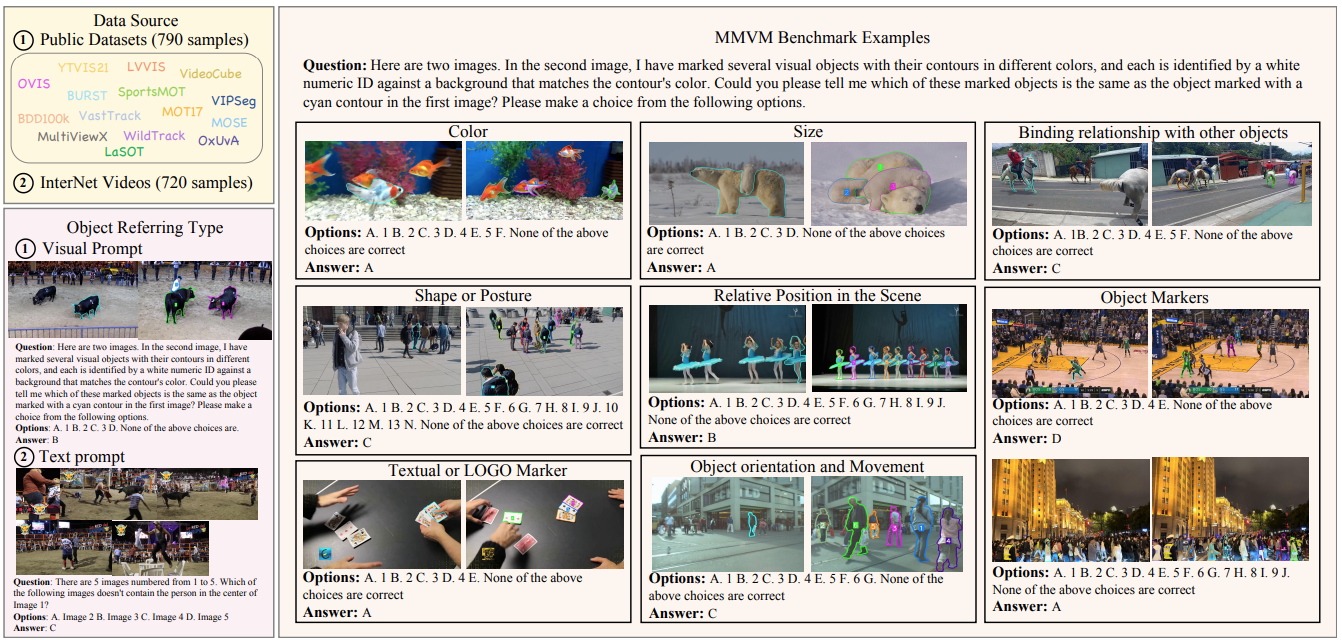 Data Source
1 Public Datasets (790 samples)
YTVIS21 LVVIS VideoCube
OVIS
BURST SportsMOT VIPSeg
BDD100k VastTrack MOT17 MOSE
MultiViewX WildTrack OxUvA
LaSOT
2 InterNet Videos (720 samples)
Object Referring Type
1 Visual Prompt
Question: Here are two images. In the second image, I have
marked several visual objects with their contours in different
colors, and each is identified by a white numeric ID against a
background that matches the contour's color. Could you please
tell me which of these marked objects is the same as the object
marked with a cyan contour in the first image? Please make a
choice from the following options.
Options: A. 1 B. 2 C. 3 D. None of the above choices are.
Answer: B
2 Text prompt
Question: There are 5 images numbered from 1 to 5. Which of
the following images doesn't contain the person in the center of
Image 1?
Options: A. Image 2 B. Image 3 C. Image 4 D. Image 5
Answer: C
MMVM Benchmark Examples
Question: Here are two images. In the second image, I have marked several visual objects with their contours in different colors, and each is identified by a white
numeric ID against a background that matches the contour's color. Could you please tell me which of these marked objects is the same as the object marked with a
cyan contour in the first image? Please make a choice from the following options.
Color
Options: A. 1 B. 2 C. 3 D. 4 E. 5 F. None of the above
choices are correct
Answer: A
Size
Options: A. 1 B. 2 C. 3 D. None of the above choices
are correct
Answer: A
Binding relationship with other objects
Options: A. 1B. 2 C. 3 D. 4 E. 5 F. None of the above
choices are correct
Answer: C
Shape or Posture
Options: A. 1 B. 2 C. 3 D. 4 E. 5 F. 6 G. 7 H. 8 I. 9 J. 10
K. 11 L. 12 M. 13 N. None of the above choices are correct
Answer: C
Relative Position in the Scene
Options: A. 1 B. 2 C. 3 D. 4 E. 5 F. 6 G. 7 H. 8 I. 9 J.
None of the above choices are correct
Answer: B
Object Markers
Options: A. 1 B. 2 C. 3 D. 4 E. None of the above
choices are correct
Answer: D
Textual or LOGO Marker
Options: A. 1 B. 2 C. 3 D. 4 E. None of the above
choices are correct
Answer: A
Object orientation and Movement
Options: A. 1 B. 2 C. 3 D. 4 E. 5 F. 6 G. None of the
above choices are correct
Answer: C
Options: A. 1 B. 2 C. 3 D. 4 E. 5 F. 6 G. 7 H. 8 I. 9 J.
None of the above choices are correct
Answer: A